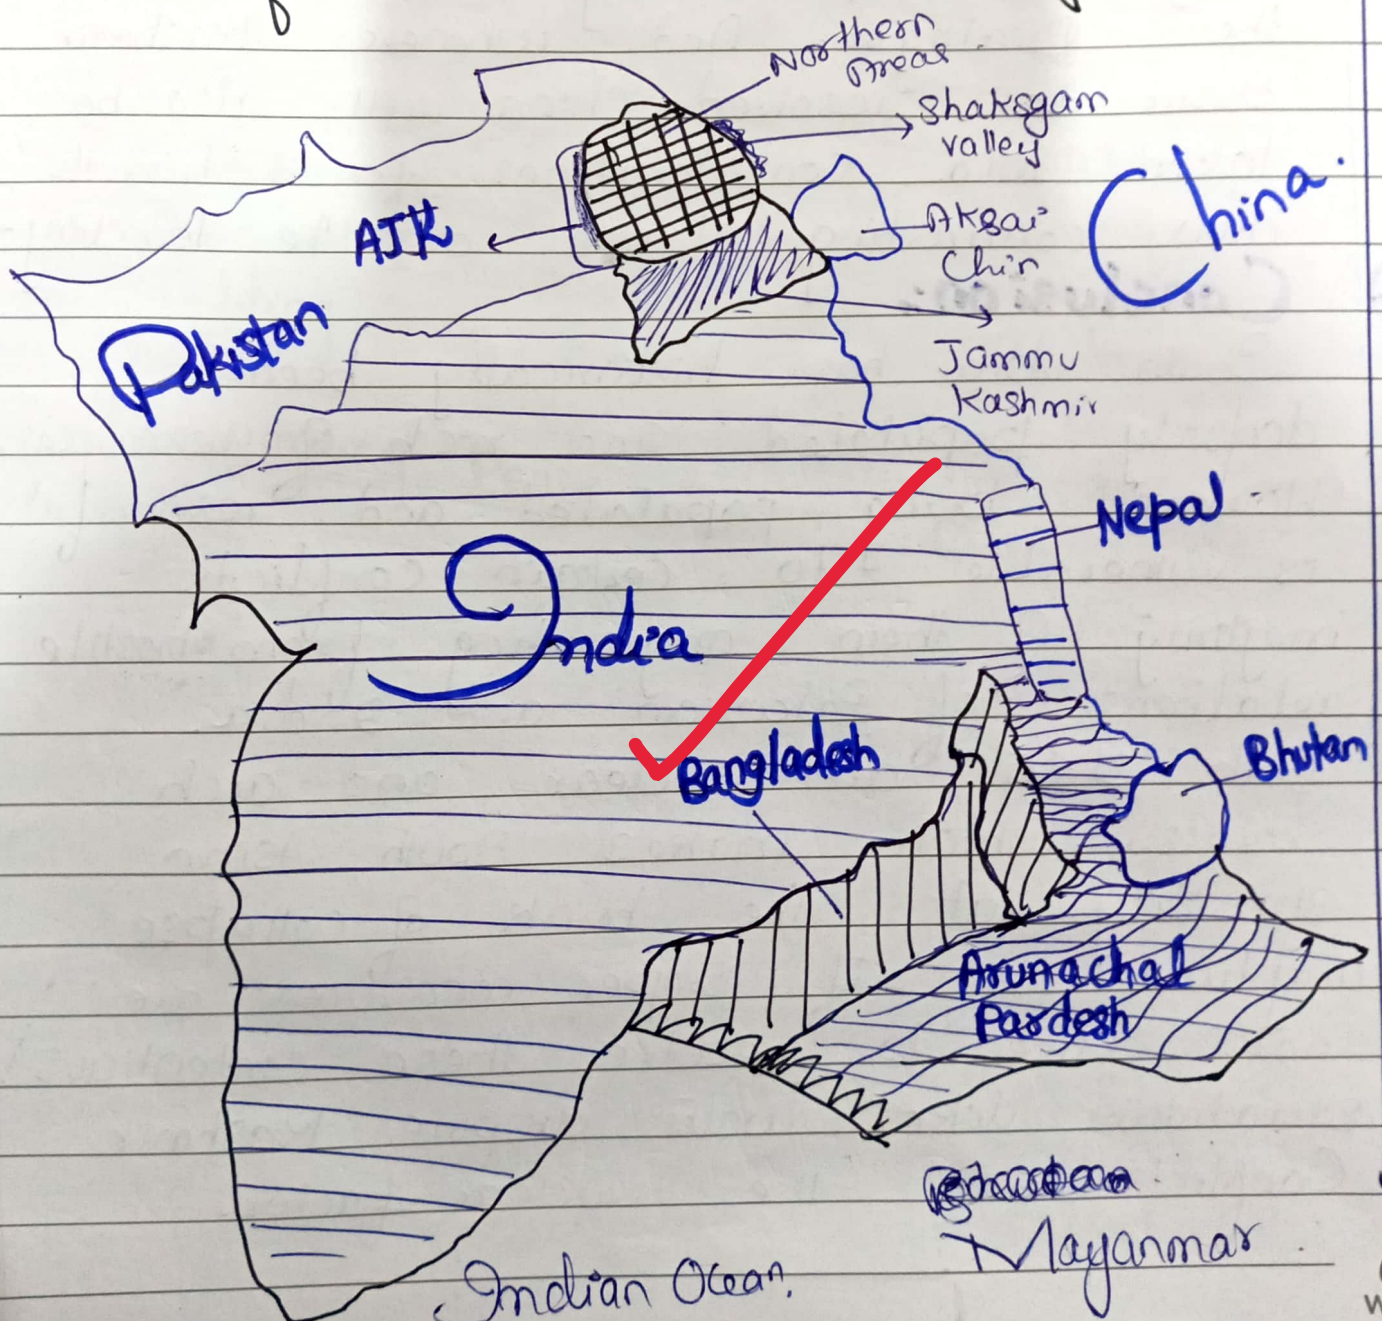 Northern
Areas
Shaksgam
valley
China.
AJK
Aksai
Chin
Pakistan
Jammu
Kashmir
Nepal
India
Bangladesh
Bhutan
Arunachal
Pardesh
Mayanmar
Indian Ocean.